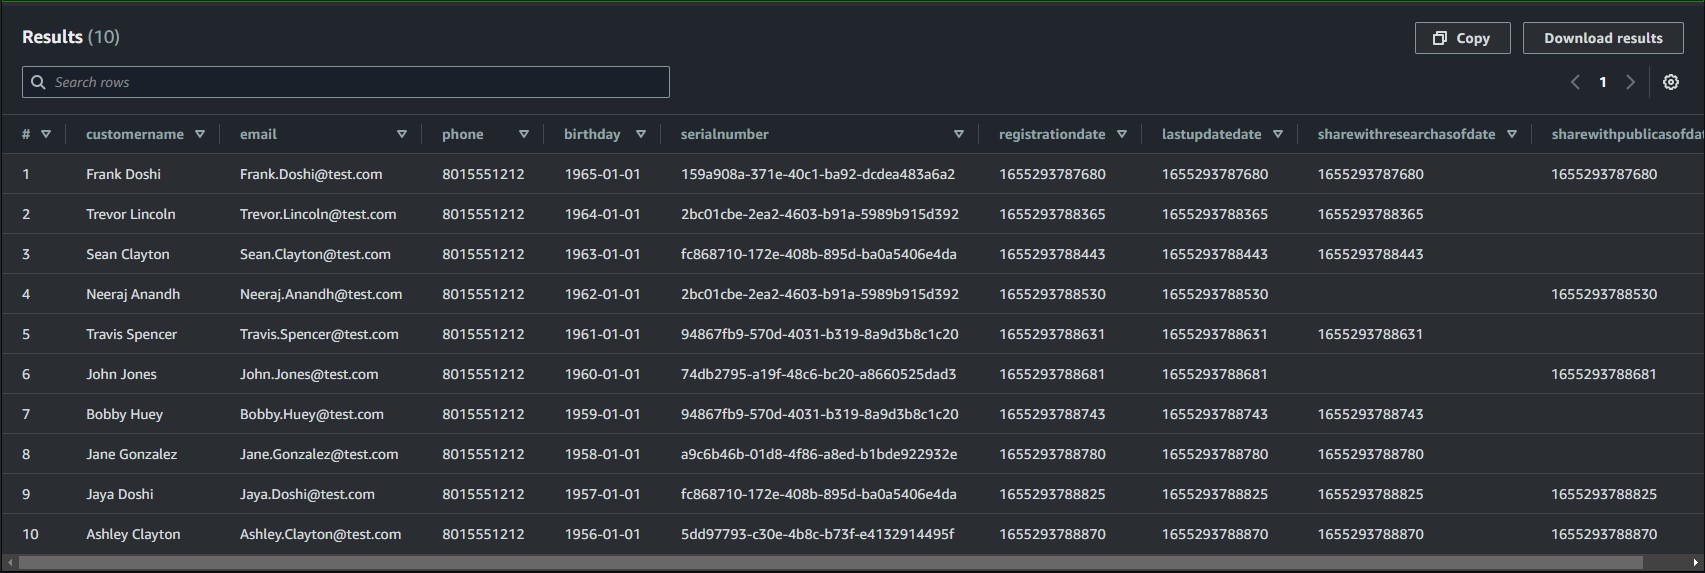 Results (10)
Copy
Download results
Search rows
1
# customername email phone birthday serialnumber registrationdate lastupdatedate sharewithresearchasofdate sharewithpublicasofdat
1 Frank Doshi Frank.Doshi@test.com 8015551212 1965-01-01 159a908a-371e-40c1-ba92-dcdea483a6a2 1655293787680 1655293787680 1655293787680 1655293787680
2 Trevor Lincoln Trevor.Lincoln@test.com 8015551212 1964-01-01 2bc01cbe-2ea2-4603-b91a-5989b915d392 1655293788365 1655293788365 1655293788365
3 Sean Clayton Sean.Clayton@test.com 8015551212 1963-01-01 fc868710-172e-408b-895d-ba0a5406e4da 1655293788443 1655293788443 1655293788443
4 Neeraj Anandh Neeraj.Anandh@test.com 8015551212 1962-01-01 2bc01cbe-2ea2-4603-b91a-5989b915d392 1655293788530 1655293788530 1655293788530
5 Travis Spencer Travis.Spencer@test.com 8015551212 1961-01-01 94867fb9-570d-4031-b319-8a9d3b8c1c20 1655293788631 1655293788631 1655293788631
6 John Jones John.Jones@test.com 8015551212 1960-01-01 74db2795-a19f-48c6-bc20-a8660525dad3 1655293788681 1655293788681 1655293788681
7 Bobby Huey Bobby.Huey@test.com 8015551212 1959-01-01 94867fb9-570d-4031-b319-8a9d3b8c1c20 1655293788743 1655293788743 1655293788743
8 Jane Gonzalez Jane.Gonzalez@test.com 8015551212 1958-01-01 a9c6b46b-01d8-4f86-a8ed-b1bde922932e 1655293788780 1655293788780 1655293788780
9 Jaya Doshi Jaya.Doshi@test.com 8015551212 1957-01-01 fc868710-172e-408b-895d-ba0a5406e4da 1655293788825 1655293788825 1655293788825 1655293788825
10 Ashley Clayton Ashley.Clayton@test.com 8015551212 1956-01-01 5dd97793-c30e-4b8c-b73f-e4132914495f 1655293788870 1655293788870 1655293788870 1655293788870